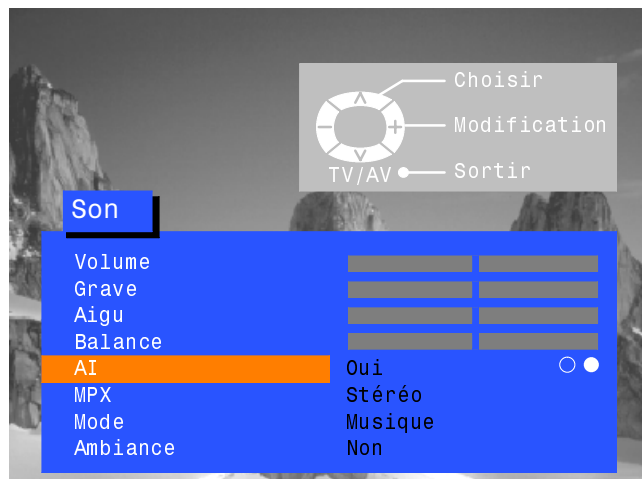 Choisir
Modification
TV/AV Sortir
Son
Volume
Grave
Aigu
Balance
AI Oui
MPX Stéréo
Mode Musique
Ambiance Non